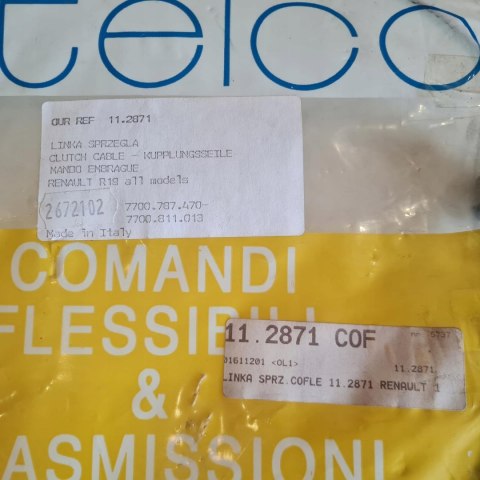 telco
OUR REF 11.2871
LINKA SPRZEGLA
CLUTCH CABLE - KUPPLUNGSSEILE
MANDO ENBRAGUE
RENAULT R19 all models
2672102
7700.787.470-
7700.811.013
Made in Italy
COMANDI
FLESSIBILI
&
ASMISSIONI
11.2871 COF
01611201 <OL1>
11.2871
LINKA SPRZ.COFLE 11.2871 RENAULT 1